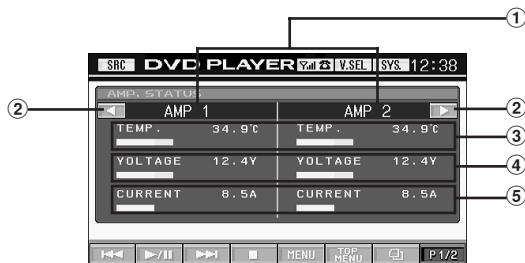 ①
SRC DVD PLAYER V.SEL SYS. 12:38
AMP. STATUS
② AMP 1 AMP 2 ②
TEMP. 34.9℃ TEMP. 34.9℃ ③
VOLTAGE 12.4V VOLTAGE 12.4V ④
CURRENT 8.5A CURRENT 8.5A ⑤
MENU TOP MENU P1/2